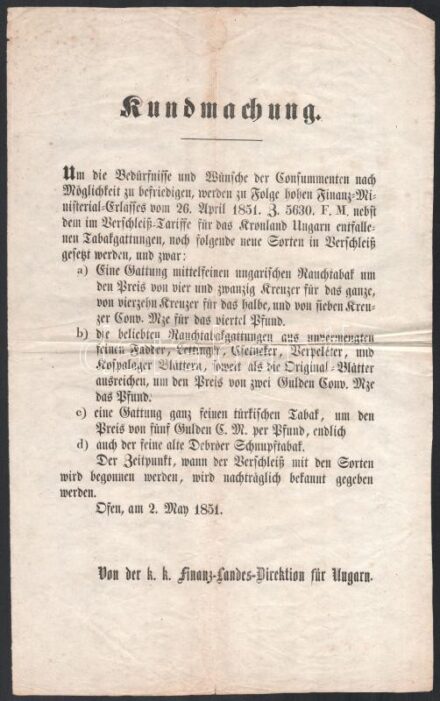 Kundmachung.
Um die Bedürfnisse und Wünsche der Consummenten nach
Möglichkeit zu befriedigen, werden zu Folge hohen Finanz-Mi-
nisterial-Erlasses vom 26. April 1851. Z. 5630. F. M. nebst
dem im Verschleiß-Tariffe für das Kronland Ungarn entfalle-
nen Tabakgattungen, noch folgende neue Sorten in Verschleiß
gesetzt werden, und zwar:
a) Eine Gattung mittelfeinen ungarischen Rauchtabak um
den Preis von vier und zwanzig Kreuzer für das ganze,
von vierzehn Kreuzer für das halbe, und von sieben Kreu-
zer Conv. Mze für das viertel Pfund.
b) die beliebten Rauchtabakgattungen aus unvermengten
feinen Fadter, Letinger, Csetneker, Verpeléter, und
Kospalager Blättern, soweit als die Original-Blätter
ausreichen, um den Preis von zwei Gulden Conv. Mze
das Pfund.
c) eine Gattung ganz feinen türkischen Tabak, um den
Preis von fünf Gulden C. M. per Pfund, endlich
d) auch der feine alte Debröer Schnupftabak.
Der Zeitpunkt, wann der Verschleiß mit den Sorten
wird begonnen werden, wird nachträglich bekannt gegeben
werden.
Ofen, am 2. May 1851.
Von der k. k. Finanz-Landes-Direktion für Ungarn.